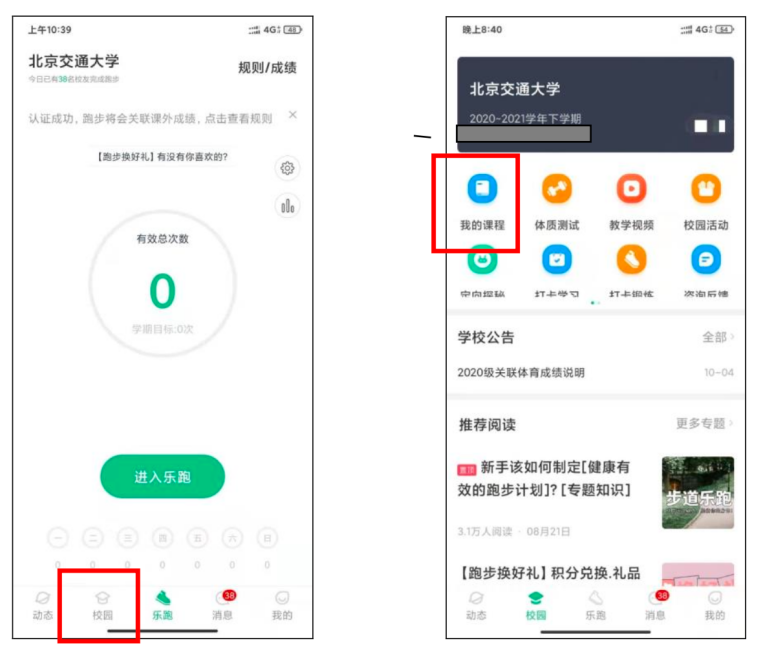 上午10:39
4G 48
北京交通大学
今日已有38名校友完成跑步
规则/成绩
认证成功，跑步将会关联课外成绩，点击查看规则 ×
【跑步换好礼】有没有你喜欢的?
有效总次数
0
学期目标:0次
进入乐跑
一 二 三 四 五 六 日
0 0 0 0 0 0 0
38
动态 校园 乐跑 消息 我的
晚上8:40
4G 54
北京交通大学
2020-2021学年下学期
我的课程 体质测试 教学视频 校园活动
定向探秘 打卡学习 打卡锻炼 咨询反馈
学校公告 全部
2020级关联体育成绩说明 10-04
推荐阅读 更多专题
新手该如何制定[健康有
效的跑步计划]? [专题知识]
步道乐跑
3.1万人阅读 · 08月21日
【跑步换好礼】积分兑换.礼品
38
动态 校园 乐跑 消息 我的